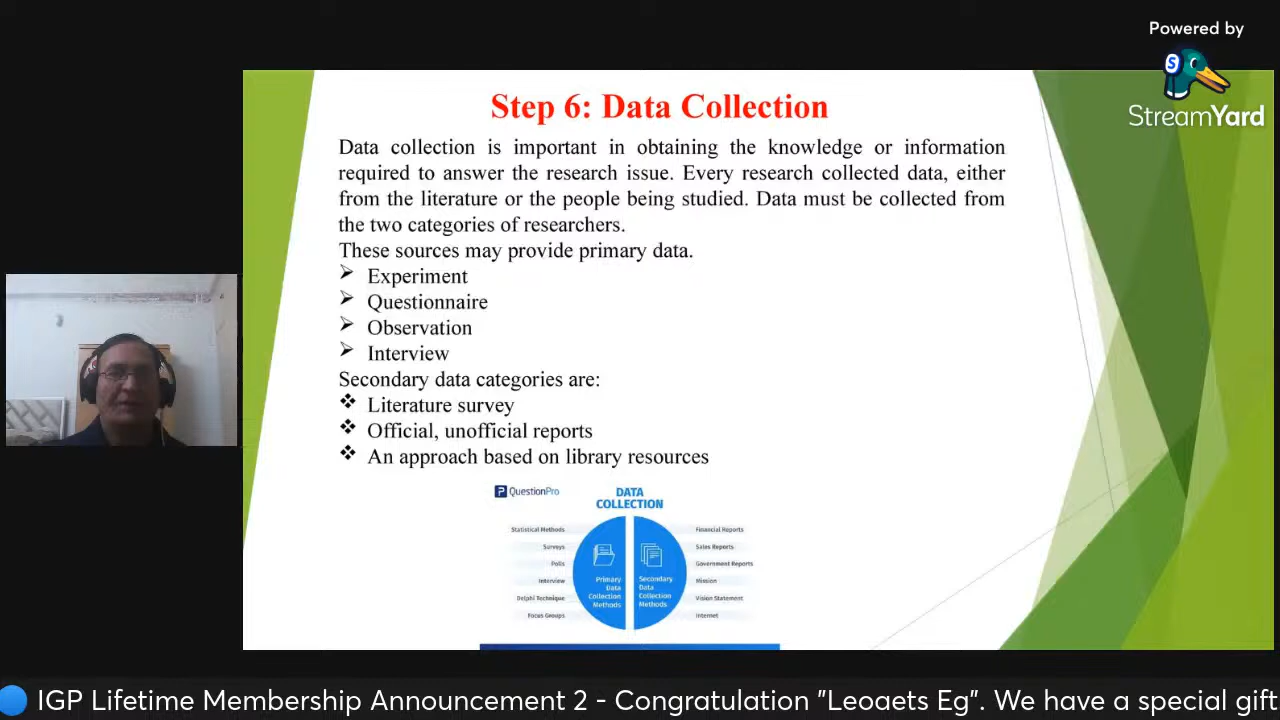 Powered by
StreamYard
Step 6: Data Collection
Data collection is important in obtaining the knowledge or information
required to answer the research issue. Every research collected data, either
from the literature or the people being studied. Data must be collected from
the two categories of researchers.
These sources may provide primary data.
Experiment
Questionnaire
Observation
Interview
Secondary data categories are:
Literature survey
Official, unofficial reports
An approach based on library resources
QuestionPro
DATA
COLLECTION
Statistical Methods
Surveys
Polls
Interview
Delphi Technique
Focus Groups
Primary
Data
Collection
Methods
Secondary
Data
Collection
Methods
Financial Reports
Sales Reports
Government Reports
Mission
Vision Statement
Internet
IGP Lifetime Membership Announcement 2 - Congratulation "Leoaets Eg". We have a special gift